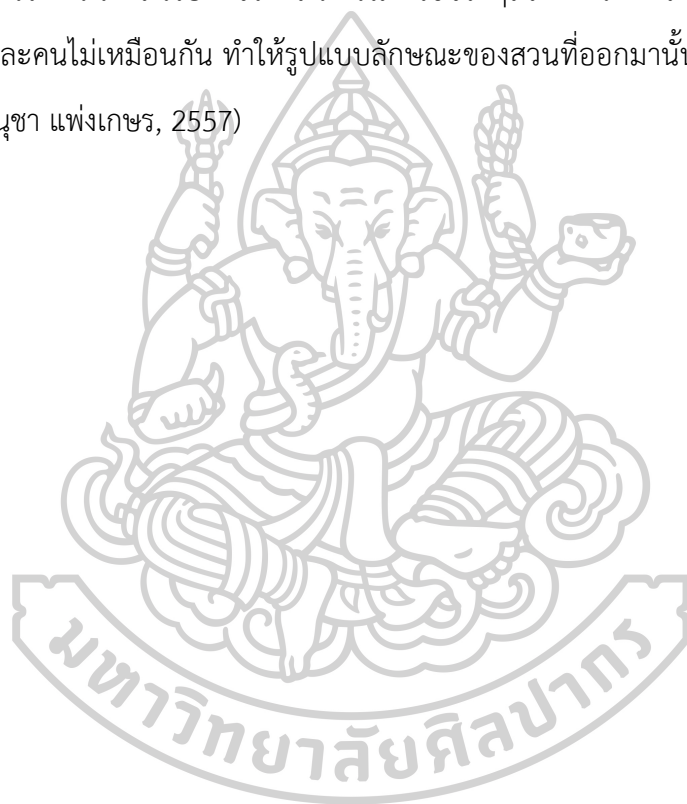 ละคนไม่เหมือนกัน ทำให้รูปแบบลักษณะของสวนที่ออกมานั้น
นุชา แพ่งเกษร, 2557)
มหาวิทยาลัยศิลปากร